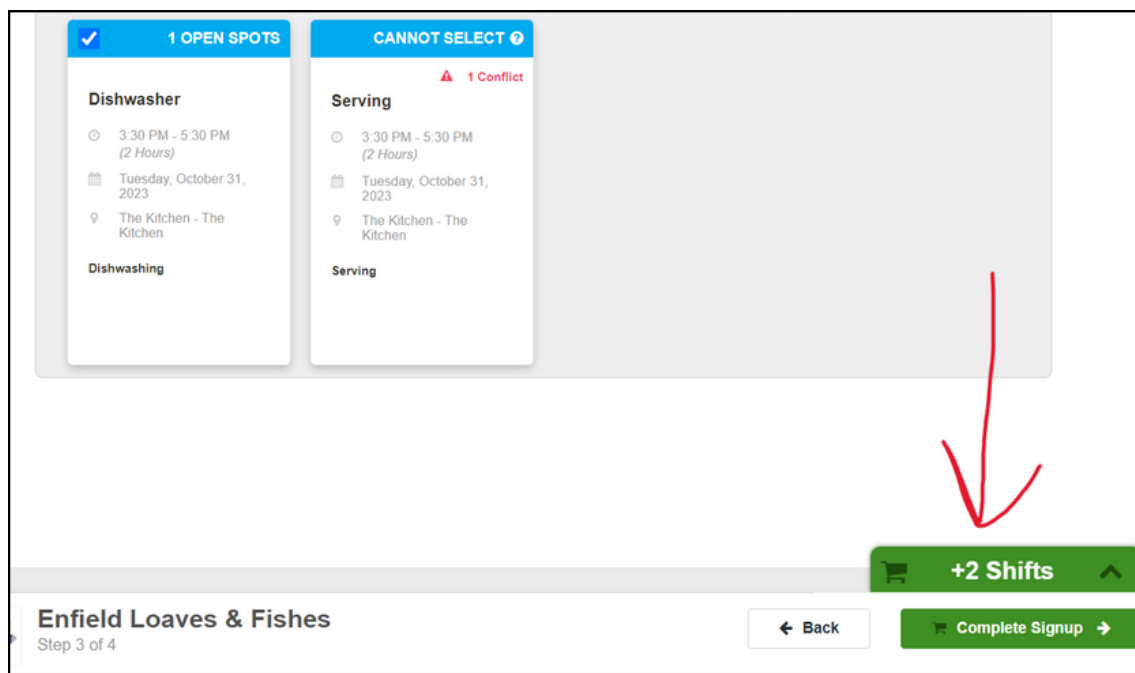 1 OPEN SPOTS
Dishwasher
3:30 PM - 5:30 PM
(2 Hours)
Tuesday, October 31,
2023
The Kitchen - The
Kitchen
Dishwashing
CANNOT SELECT ?
1 Conflict
Serving
3:30 PM - 5:30 PM
(2 Hours)
Tuesday, October 31,
2023
The Kitchen - The
Kitchen
Serving
+2 Shifts
Enfield Loaves & Fishes
Step 3 of 4
Back
Complete Signup